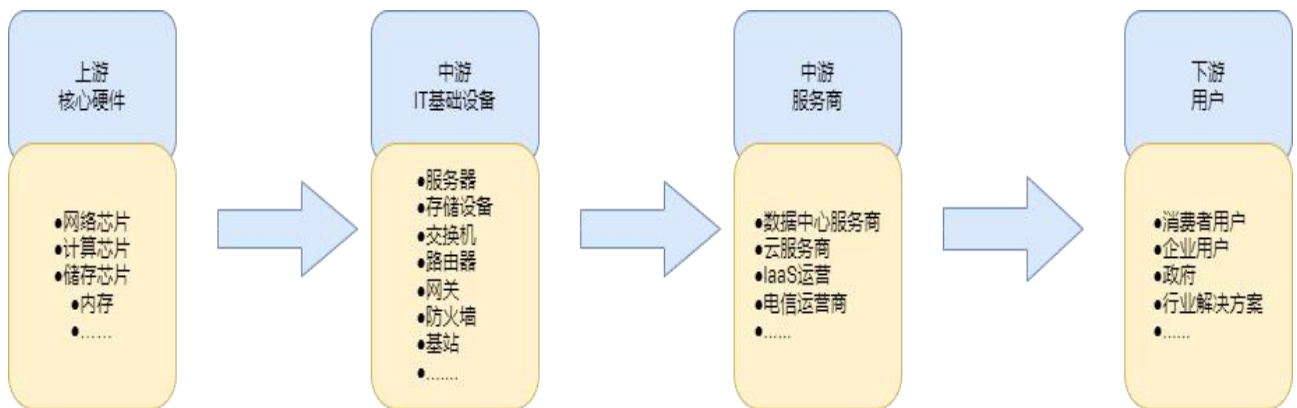 上游
核心硬件
●网络芯片
●计算芯片
●储存芯片
●内存
●……
中游
IT基础设备
●服务器
●存储设备
●交换机
●路由器
●网关
●防火墙
●基站
●.......
中游
服务商
●数据中心服务商
●云服务商
●IaaS运营
●电信运营商
●......
下游
用户
●消费者用户
●企业用户
●政府
●行业解决方案
●......